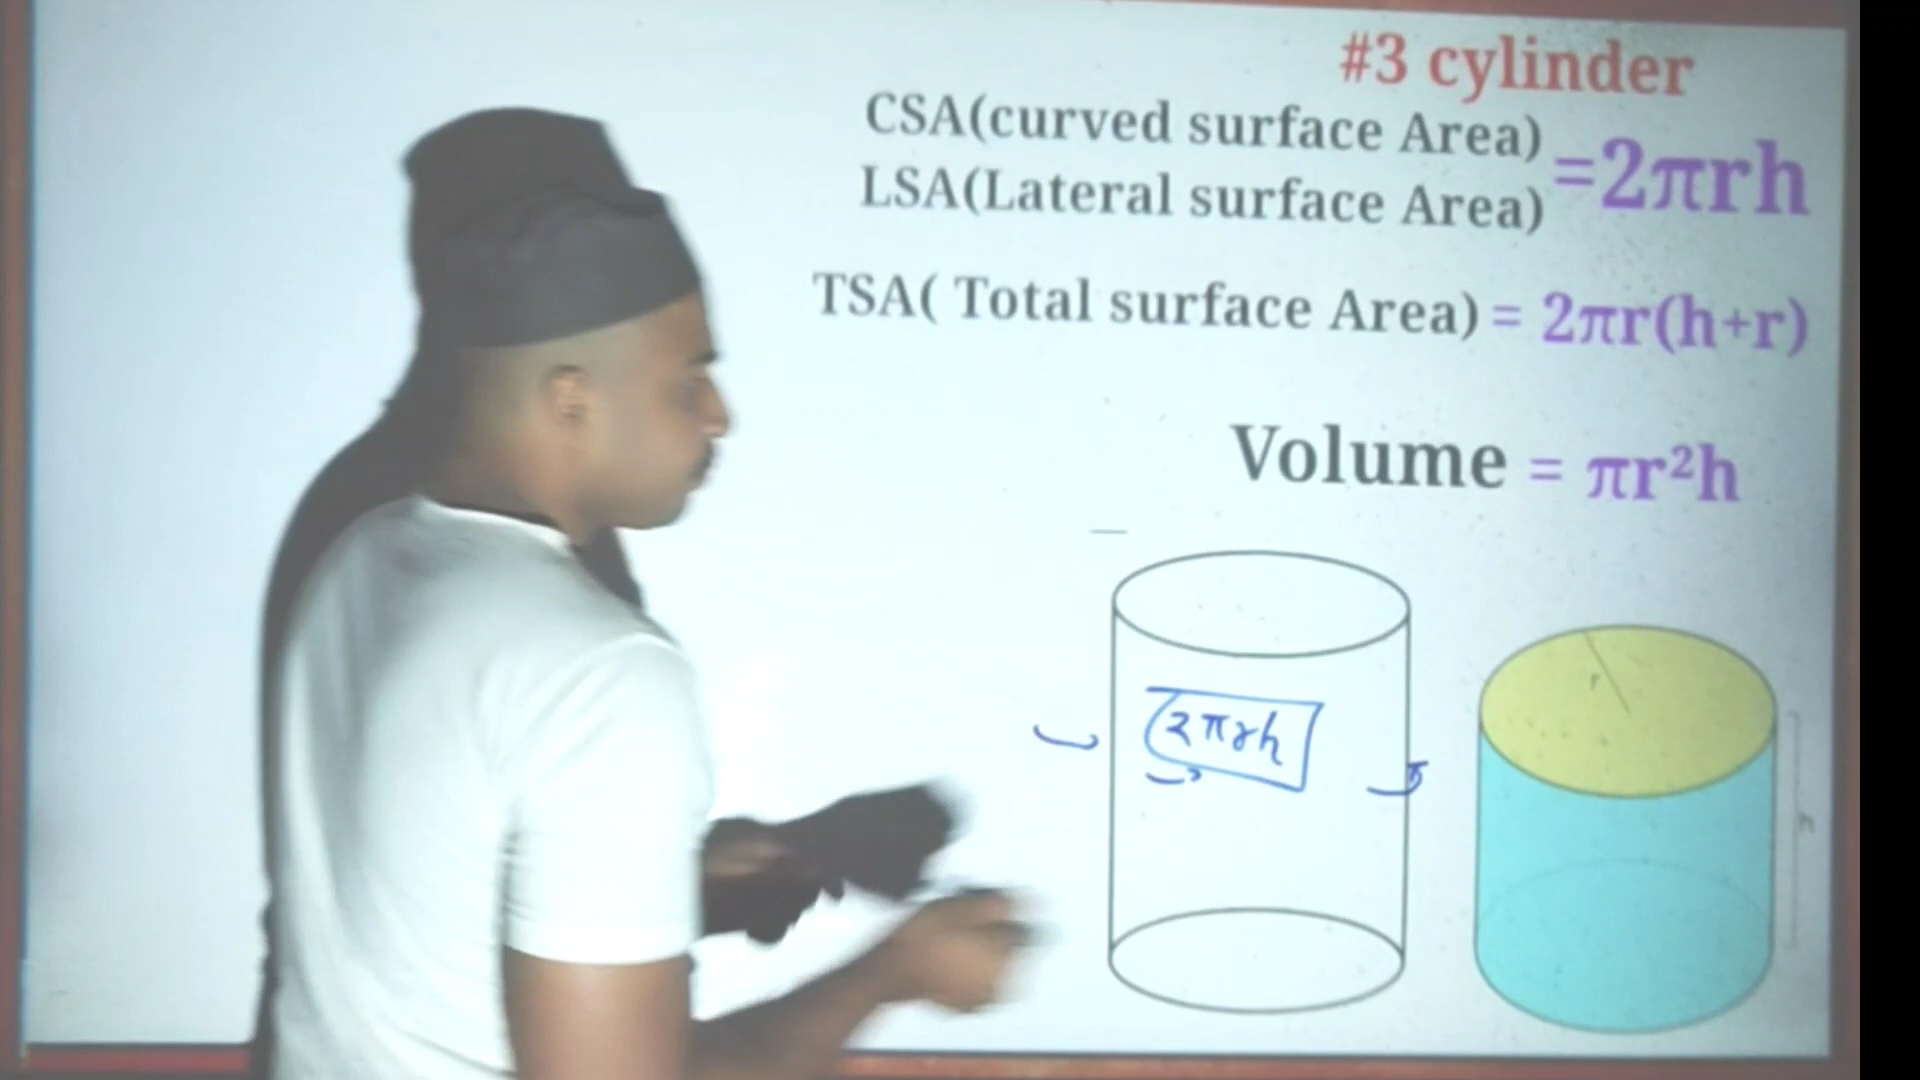 #3 cylinder
CSA(curved surface Area)
LSA(Lateral surface Area)
=2πrh
TSA( Total surface Area) = 2πr(h+r)
Volume = πr²h
2πrh
r
h